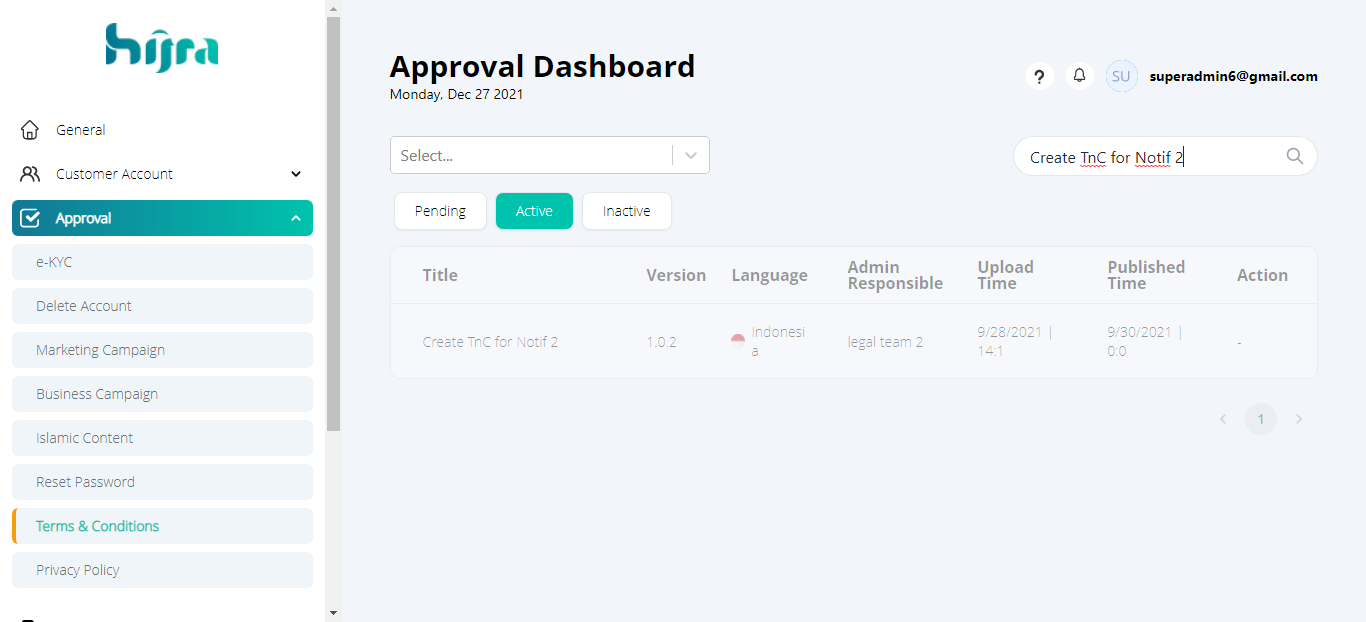 hijra
General
Customer Account
Approval
e-KYC
Delete Account
Marketing Campaign
Business Campaign
Islamic Content
Reset Password
Terms & Conditions
Privacy Policy
Approval Dashboard
Monday, Dec 27 2021
?
SU
superadmin6@gmail.com
Select...
Create TnC for Notif 2
Pending
Active
Inactive
Title
Version
Language
Admin
Responsible
Upload
Time
Published
Time
Action
Create TnC for Notif 2
1.0.2
Indonesi
a
legal team 2
9/28/2021 |
14:1
9/30/2021 |
0:0
-
1